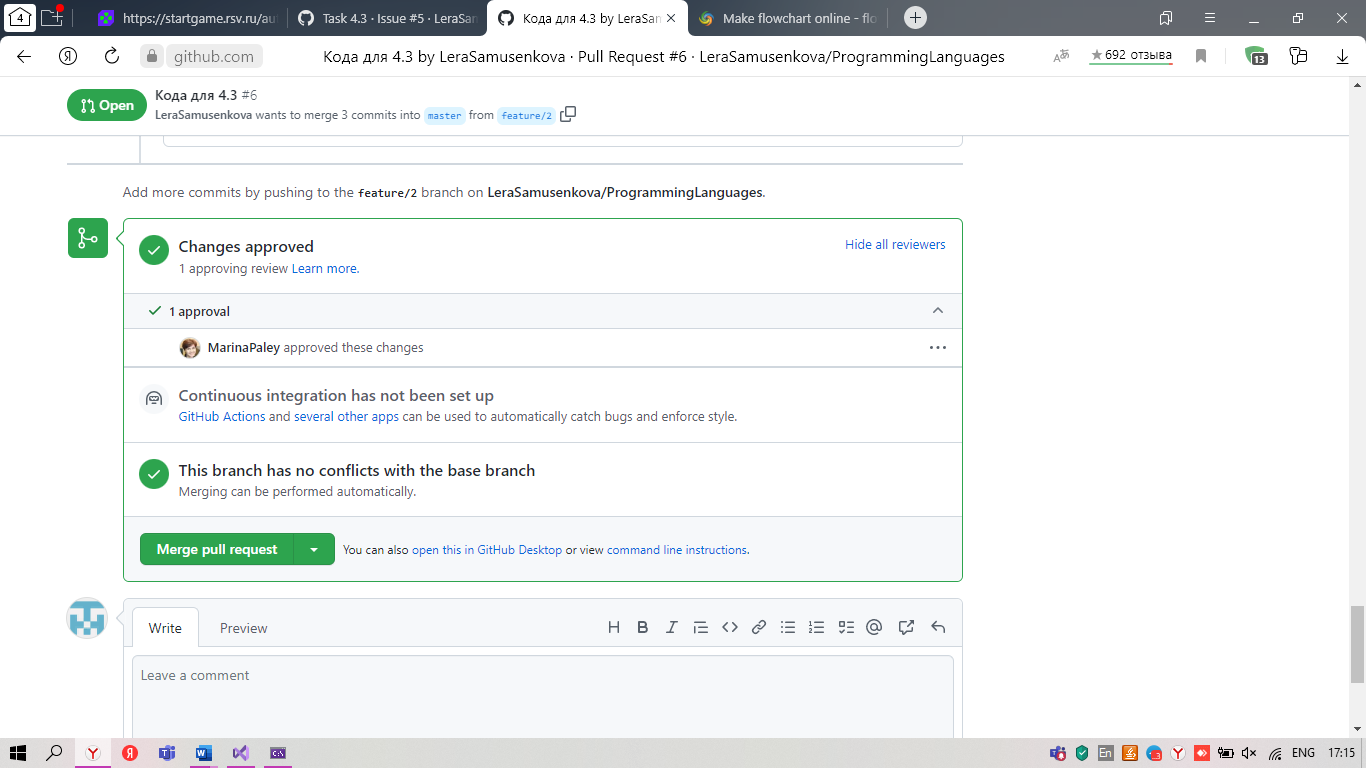 4
https://startgame.rsv.ru/au
Task 4.3 · Issue #5 · LeraSam
Кода для 4.3 by LeraSam
Make flowchart online - flo
github.com
Кода для 4.3 by LeraSamusenkova · Pull Request #6 · LeraSamusenkova/ProgrammingLanguages
★692 отзыва
13
Open
Кода для 4.3 #6
LeraSamusenkova wants to merge 3 commits into master from feature/2
Add more commits by pushing to the feature/2 branch on LeraSamusenkova/ProgrammingLanguages.
Changes approved
Hide all reviewers
1 approving review Learn more.
1 approval
MarinaPaley approved these changes
Continuous integration has not been set up
GitHub Actions and several other apps can be used to automatically catch bugs and enforce style.
This branch has no conflicts with the base branch
Merging can be performed automatically.
Merge pull request
You can also open this in GitHub Desktop or view command line instructions.
Write
Preview
Leave a comment
En
ENG
17:15